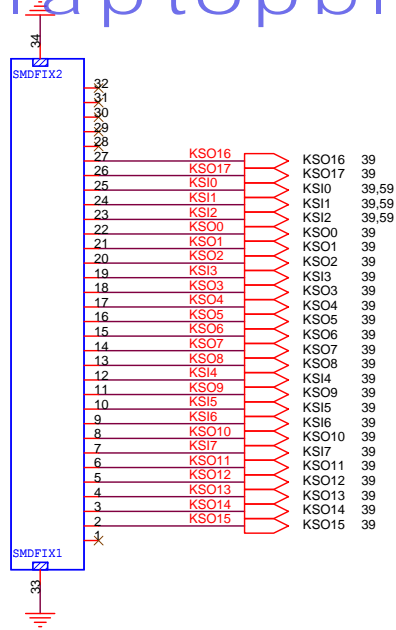 laptopbl
34
SMDFIX2
32
31
30
29
28
27 KSO16 KSO16 39
26 KSO17 KSO17 39
25 KSI0 KSI0 39,59
24 KSI1 KSI1 39,59
23 KSI2 KSI2 39,59
22 KSO0 KSO0 39
21 KSO1 KSO1 39
20 KSO2 KSO2 39
19 KSI3 KSI3 39
18 KSO3 KSO3 39
17 KSO4 KSO4 39
16 KSO5 KSO5 39
15 KSO6 KSO6 39
14 KSO7 KSO7 39
13 KSO8 KSO8 39
12 KSI4 KSI4 39
11 KSO9 KSO9 39
10 KSI5 KSI5 39
9 KSI6 KSI6 39
8 KSO10 KSO10 39
7 KSI7 KSI7 39
6 KSO11 KSO11 39
5 KSO12 KSO12 39
4 KSO13 KSO13 39
3 KSO14 KSO14 39
2 KSO15 KSO15 39
1
SMDFIX1
33